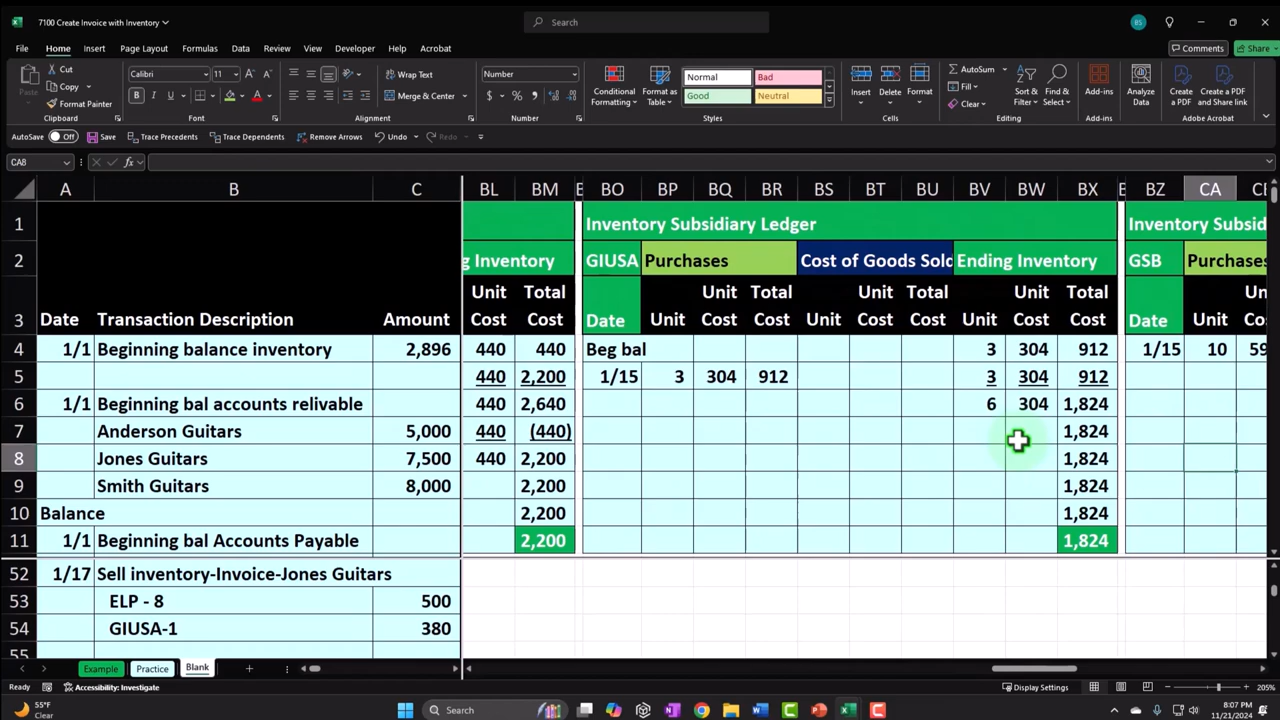 7100 Create Invoice with Inventory
Search
BS
File Home Insert Page Layout Formulas Data Review View Developer Help Acrobat
Comments Share
Paste
Cut
Copy
Format Painter
Clipboard
Calibri 11
B I U
Font
Wrap Text
Merge & Center
Alignment
Number
$ % ,
Number
Conditional Formatting
Format as Table
Normal Bad
Good Neutral
Styles
Insert Delete Format
Cells
AutoSum
Fill
Clear
Sort & Filter
Find & Select
Editing
Add-ins
Add-ins
Analyze Data
Create a PDF
Create a PDF and Share link
Adobe Acrobat
AutoSave Off Save Trace Precedents Trace Dependents Remove Arrows Undo Redo
CA8 fx
A B C BL BM E BO BP BQ BR BS BT BU BV BW BX E BZ CA CE
1 Inventory Subsidiary Ledger Inventory Subsid
2 g Inventory GIUSA Purchases Cost of Goods Sold Ending Inventory GSB Purchases
Unit Total Unit Total Unit Total Unit Total Un
3 Date Transaction Description Amount Cost Cost Date Unit Cost Cost Unit Cost Cost Unit Cost Cost Date Unit Co
4 1/1 Beginning balance inventory 2,896 440 440 Beg bal 3 304 912 1/15 10 59
5 440 2,200 1/15 3 304 912 3 304 912
6 1/1 Beginning bal accounts relivable 440 2,640 6 304 1,824
7 Anderson Guitars 5,000 440 (440) 1,824
8 Jones Guitars 7,500 440 2,200 1,824
9 Smith Guitars 8,000 2,200 1,824
10 Balance 2,200 1,824
11 1/1 Beginning bal Accounts Payable 2,200 1,824
52 1/17 Sell inventory-Invoice-Jones Guitars
53 ELP - 8 500
54 GIUSA-1 380
55
Example Practice Blank
Ready Accessibility: Investigate Display Settings 205%
55°F
Clear
Search
8:07 PM
11/21/2024